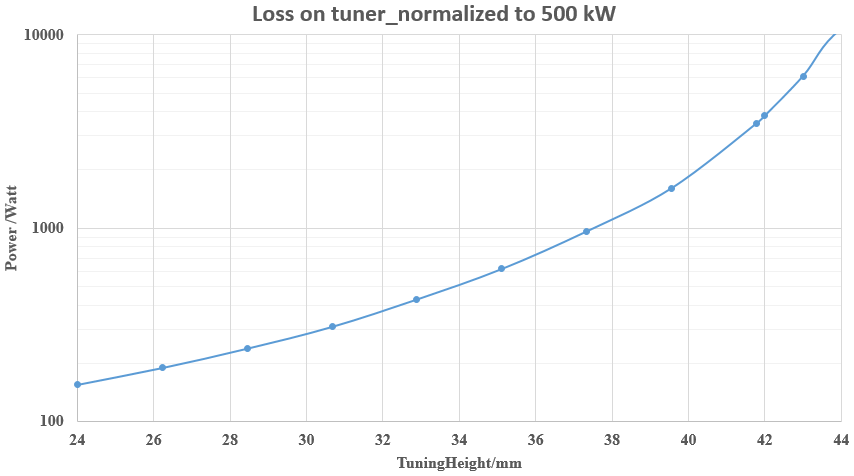 Loss on tuner_normalized to 500 kW
10000
1000
100
Power /Watt
24 26 28 30 32 34 36 38 40 42 44
TuningHeight/mm